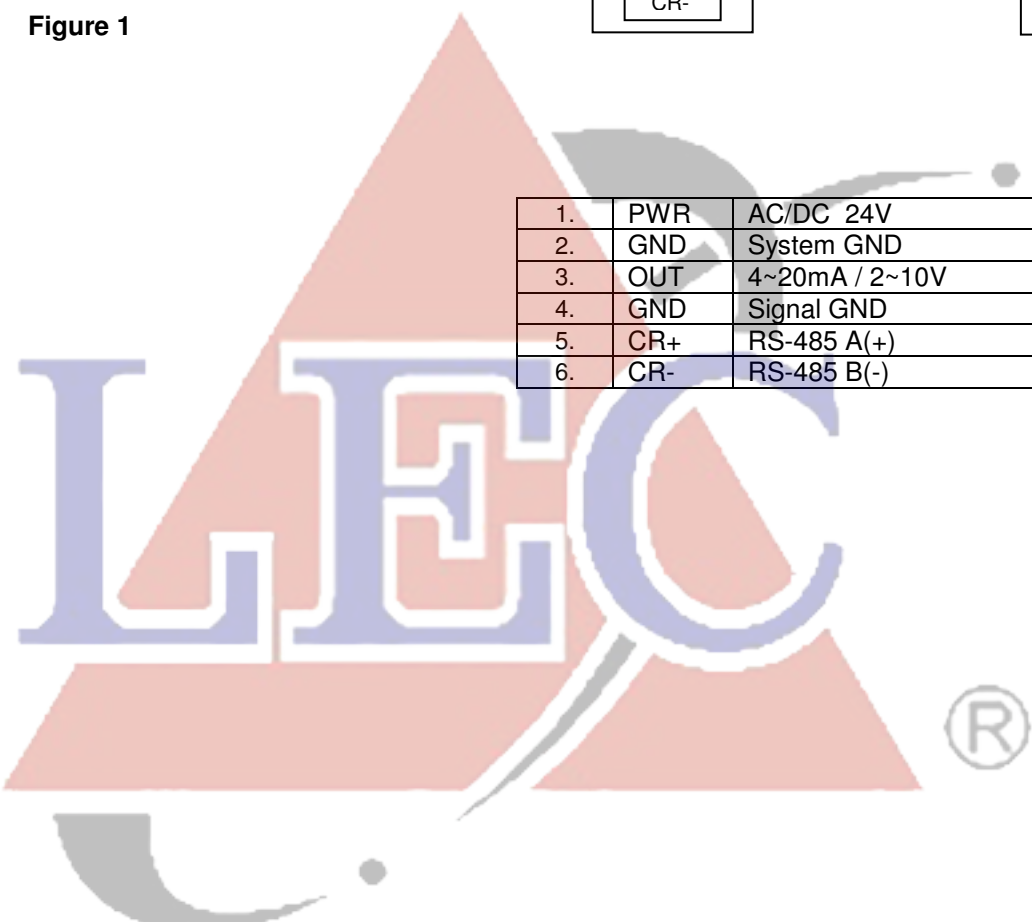 CR-
Figure 1
1. PWR AC/DC 24V
2. GND System GND
3. OUT 4~20mA / 2~10V
4. GND Signal GND
5. CR+ RS-485 A(+)
6. CR- RS-485 B(-)
LEC
®